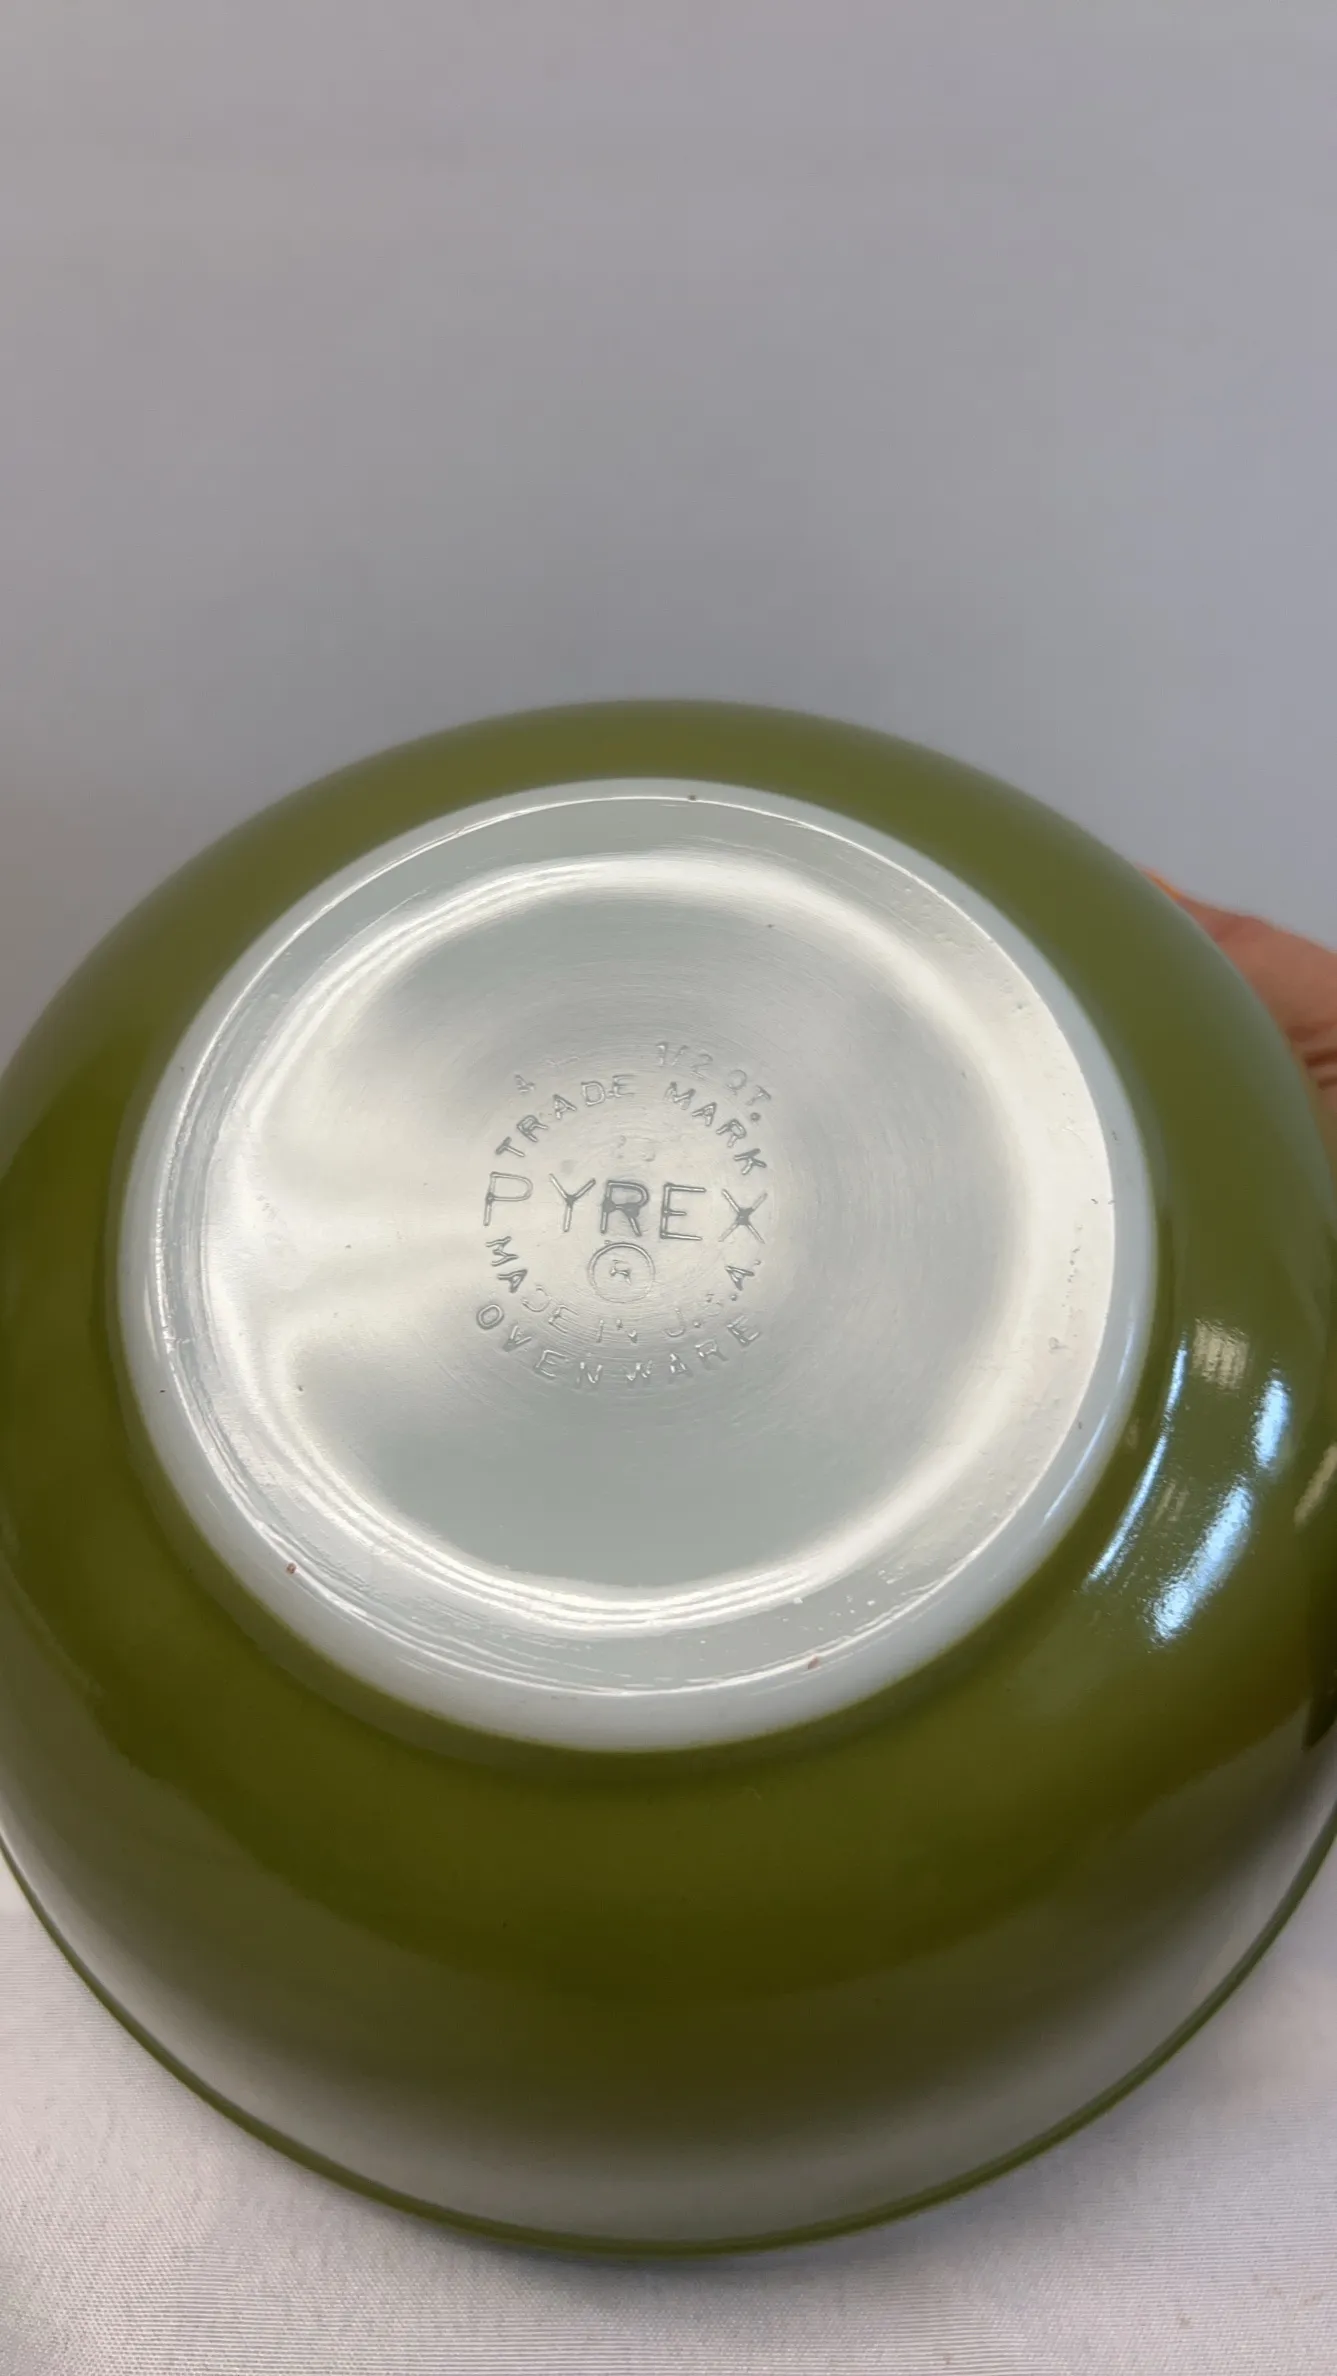 1/2 QT.
TRADE MARK
PYREX
®
MADE IN U.S.A.
OVENWARE